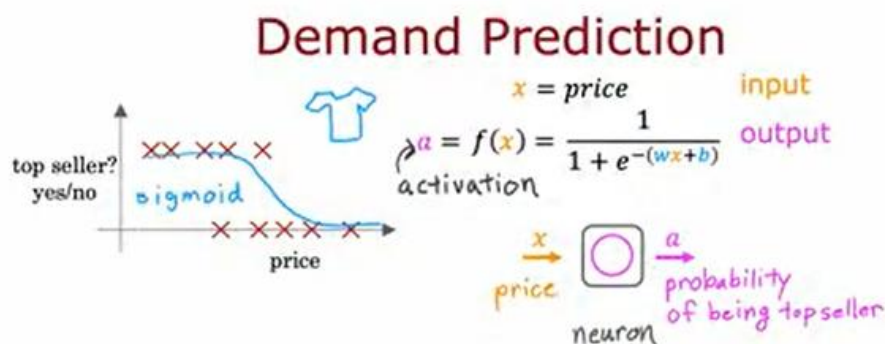 Demand Prediction
top seller?
yes/no
sigmoid
price
x = price input
a = f(x) = 1 / 1 + e^-(wx+b) output
activation
x a
price
probability
of being topseller
neuron